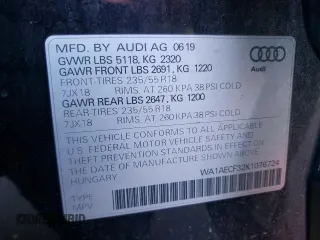 MFD. BY AUDI AG 0619
GVWR LBS 5118, KG 2320
GAWR FRONT LBS 2691, KG 1220
FRONT-TIRES 235/55 R18
7JX18 RIMS, AT 260 KPA 38 PSI COLD
GAWR REAR LBS 2647, KG 1200
REAR TIRES 235/55 R18
7JX18 RIMS, AT 260 KPA 38 PSI COLD
THIS VEHICLE CONFORMS TO ALL APPLICABLE
U.S. FEDERAL MOTOR VEHICLE SAFETY AND
THEFT PREVENTION STANDARDS IN EFFECT ON
THE DATE OF MANUFACTURE SHOWN ABOVE
HUNGARY
WA1AECF32K1076724
TYPE
MPV
Audi